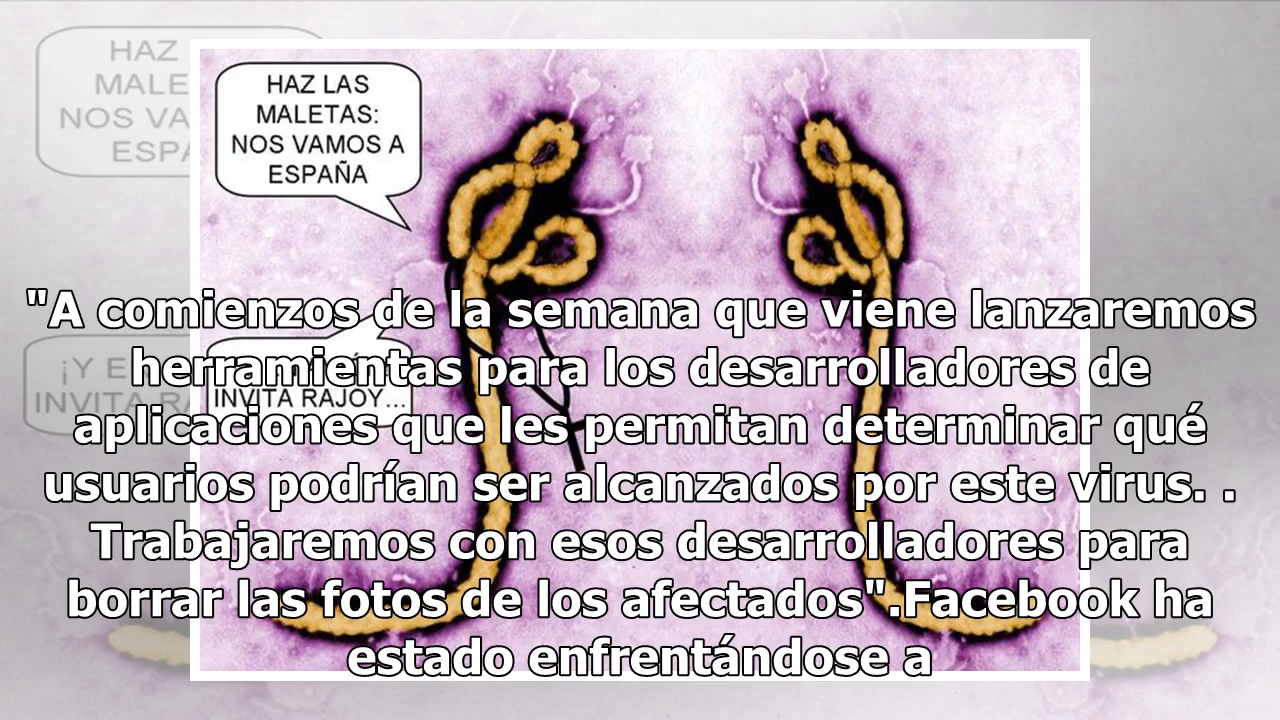 HAZ LAS
MALETAS:
NOS VAMOS A
ESPAÑA
HAZ
MALE
NOS VA
ESPA
¡Y E
INVITA RA
INVITA RAJOY...
"A comienzos de la semana que viene lanzaremos
herramientas para los desarrolladores de
aplicaciones que les permitan determinar qué
usuarios podrían ser alcanzados por este virus. .
Trabajaremos con esos desarrolladores para
borrar las fotos de los afectados".Facebook ha
estado enfrentándose a